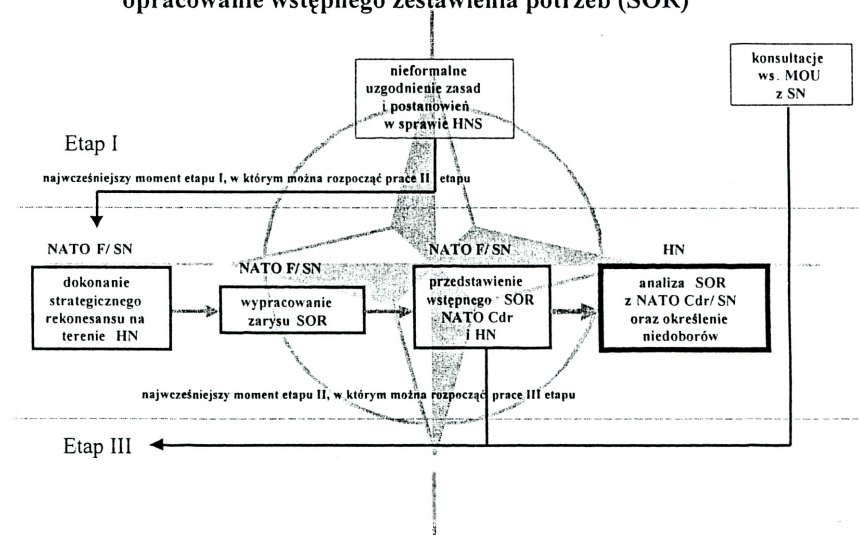 opracowanie wstępnego zestawienia potrzeb (SOR)
nieformalne
uzgodnienie zasad
i postanowień
w sprawie HNS
konsultacje
ws. MOU
z SN
Etap I
najwcześniejszy moment etapu I, w którym można rozpocząć prace II etapu
NATO F/ SN
dokonanie
strategicznego
rekonesansu na
terenie HN
NATO F/ SN
wypracowanie
zarysu SOR
NATO F/ SN
przedstawienie
wstępnego SOR
NATO Cdr
i HN
HN
analiza SOR
z NATO Cdr/ SN
oraz określenie
niedoborów
najwcześniejszy moment etapu II, w którym można rozpocząć prace III etapu
Etap III